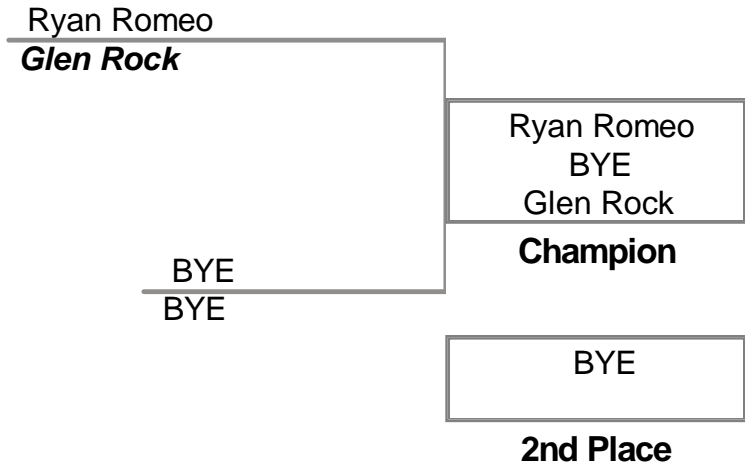 Ryan Romeo
Glen Rock
Ryan Romeo
BYE
Glen Rock
Champion
BYE
BYE
BYE
2nd Place